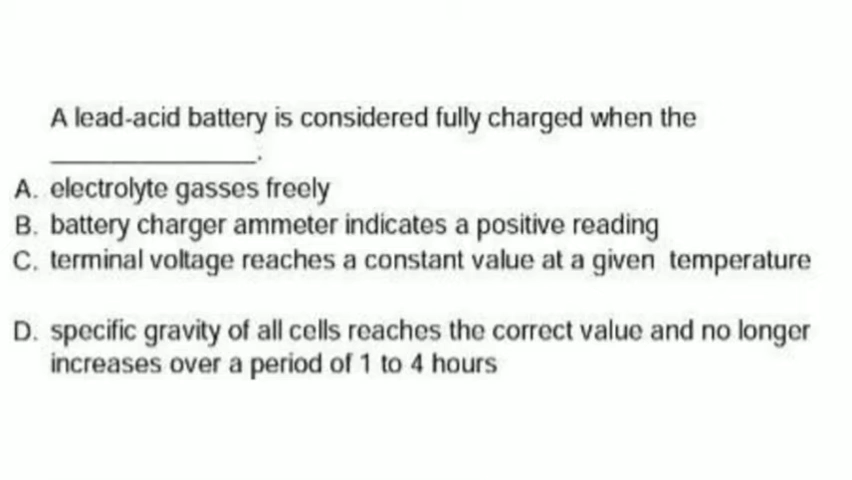 A lead-acid battery is considered fully charged when the
_______________.
A. electrolyte gasses freely
B. battery charger ammeter indicates a positive reading
C. terminal voltage reaches a constant value at a given temperature
D. specific gravity of all cells reaches the correct value and no longer
increases over a period of 1 to 4 hours